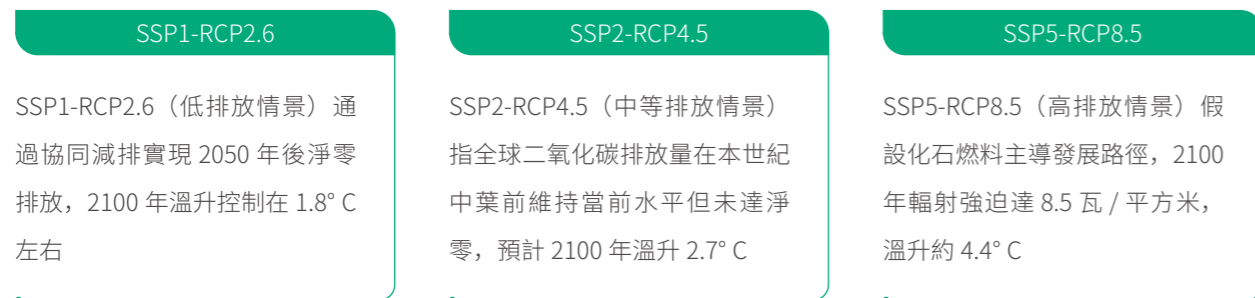 SSP1-RCP2.6
SSP1-RCP2.6（低排放情景）通
過協同減排實現 2050 年後淨零
排放，2100 年溫升控制在 1.8° C
左右
SSP2-RCP4.5
SSP2-RCP4.5（中等排放情景）
指全球二氧化碳排放量在本世紀
中葉前維持當前水平但未達淨
零，預計 2100 年溫升 2.7° C
SSP5-RCP8.5
SSP5-RCP8.5（高排放情景）假
設化石燃料主導發展路徑，2100
年輻射強迫達 8.5 瓦 / 平方米，
溫升約 4.4° C